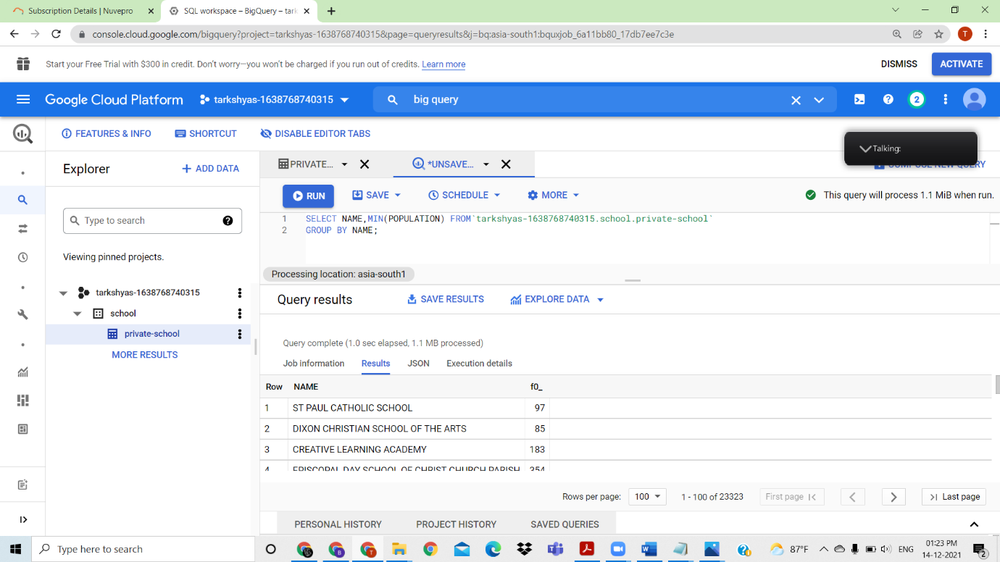 Subscription Details | Nuvepro
SQL workspace – BigQuery – tark
console.cloud.google.com/bigquery?project=tarkshyas-1638768740315&page=queryresults&j=bq:asia-south1:bquxjob_6a11bb80_17db7ee7c3e
T
Start your Free Trial with $300 in credit. Don't worry—you won't be charged if you run out of credits. Learn more
DISMISS
ACTIVATE
Google Cloud Platform
tarkshyas-1638768740315
big query
2
FEATURES & INFO
SHORTCUT
DISABLE EDITOR TABS
Talking:
COMPOSE NEW QUERY
Explorer
+ ADD DATA
PRIVATE...
*UNSAVE...
RUN
SAVE
SCHEDULE
MORE
This query will process 1.1 MiB when run.
Type to search
1 SELECT NAME,MIN(POPULATION) FROM`tarkshyas-1638768740315.school.private-school`
2 GROUP BY NAME;
Viewing pinned projects.
Processing location: asia-south1
tarkshyas-1638768740315
school
private-school
MORE RESULTS
Query results
SAVE RESULTS
EXPLORE DATA
Query complete (1.0 sec elapsed, 1.1 MB processed)
Job information Results JSON Execution details
Row NAME f0_
1 ST PAUL CATHOLIC SCHOOL 97
2 DIXON CHRISTIAN SCHOOL OF THE ARTS 85
3 CREATIVE LEARNING ACADEMY 183
4 EPISCOPAL DAY SCHOOL OF CHRIST CHURCH PARISH 354
Rows per page: 100 1 - 100 of 23323 First page Last page
PERSONAL HISTORY PROJECT HISTORY SAVED QUERIES
Type here to search
87°F
ENG
01:23 PM
14-12-2021
2